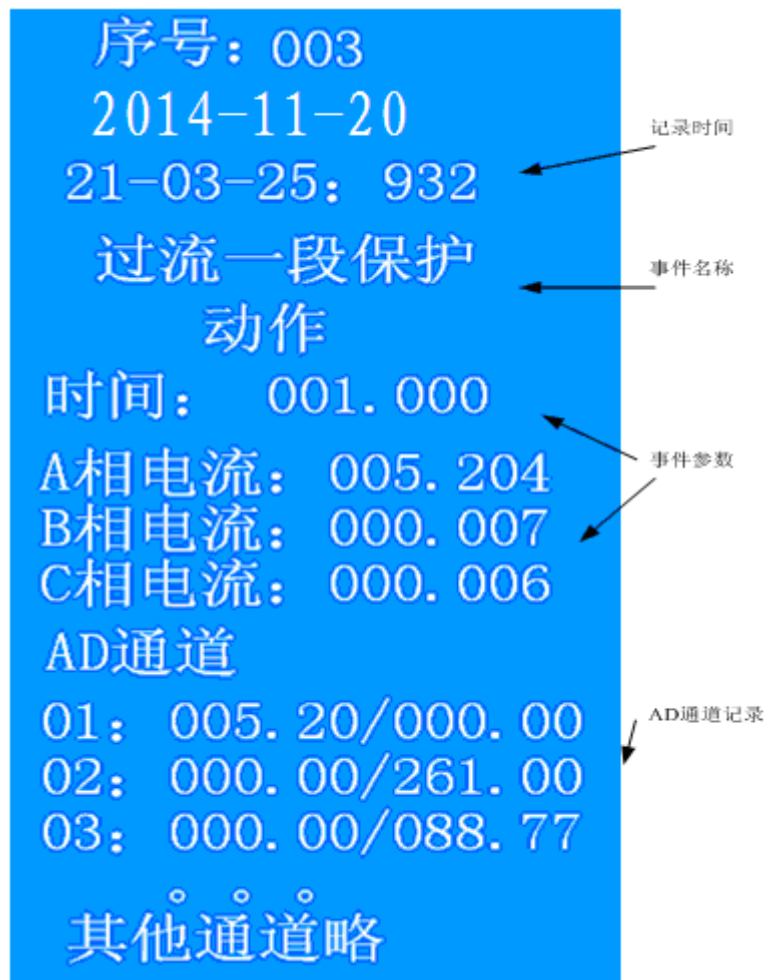 序号：003
2014-11-20
记录时间
21-03-25：932
过流一段保护
事件名称
动作
时间： 001.000
事件参数
A相电流：005.204
B相电流：000.007
C相电流：000.006
AD通道
01：005.20/000.00
AD通道记录
02：000.00/261.00
03：000.00/088.77
。。。
其他通道略